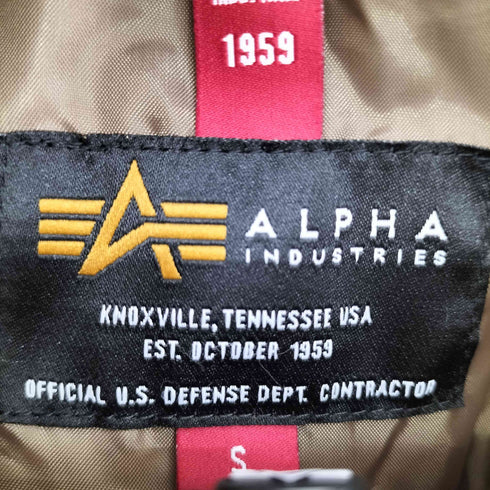 1959
ALPHA
INDUSTRIES
KNOXVILLE, TENNESSEE USA
EST. OCTOBER 1959
OFFICIAL U.S. DEFENSE DEPT. CONTRACTOR
S